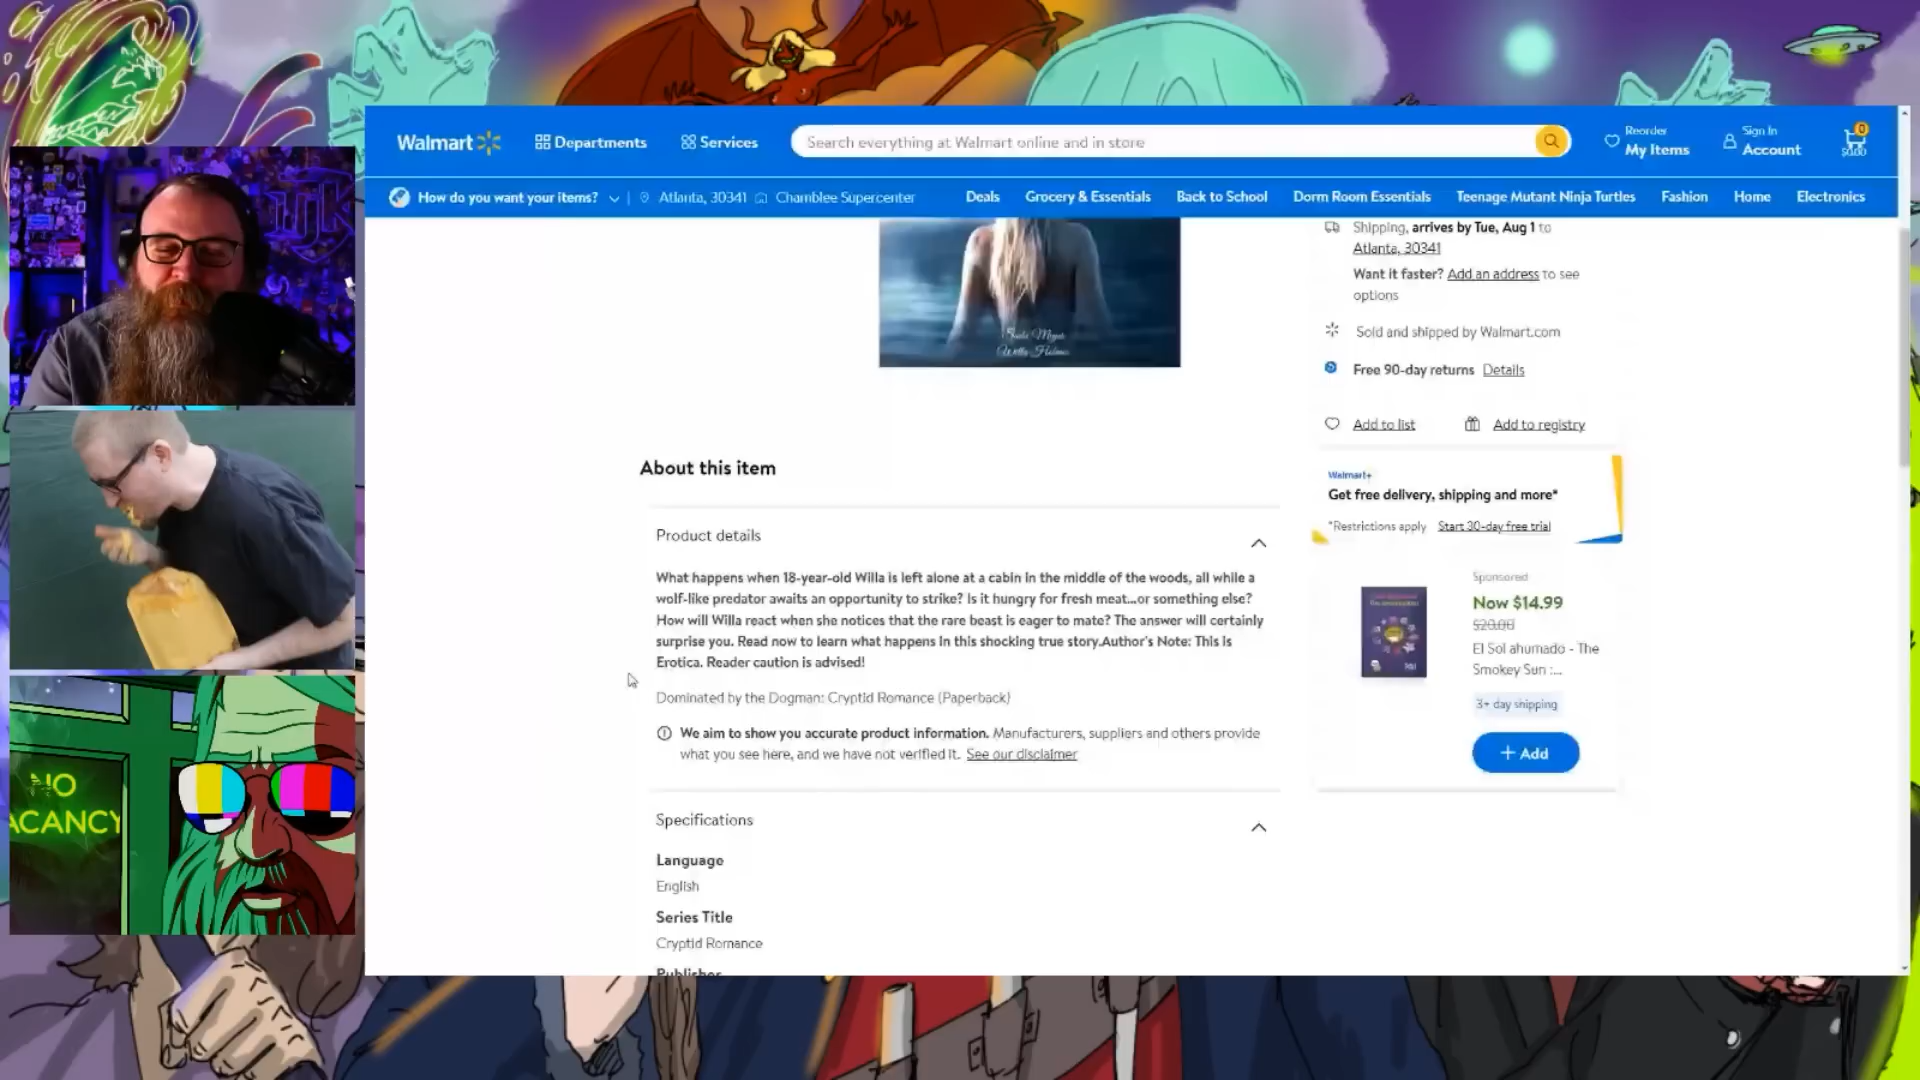 Walmart
Departments
Services
Search everything at Walmart online and in store
Reorder
My Items
Sign In
Account
0
$0.00
How do you want your items?
Atlanta, 30341
Chamblee Supercenter
Deals
Grocery & Essentials
Back to School
Dorm Room Essentials
Teenage Mutant Ninja Turtles
Fashion
Home
Electronics
Shipping, arrives by Tue, Aug 1 to
Atlanta, 30341
Want it faster? Add an address to see
options
Sold and shipped by Walmart.com
Free 90-day returns Details
Add to list
Add to registry
About this item
Walmart+
Get free delivery, shipping and more*
*Restrictions apply Start 30-day free trial
Product details
What happens when 18-year-old Willa is left alone at a cabin in the middle of the woods, all while a
wolf-like predator awaits an opportunity to strike? Is it hungry for fresh meat...or something else?
How will Willa react when she notices that the rare beast is eager to mate? The answer will certainly
surprise you. Read now to learn what happens in this shocking true story.Author's Note: This is
Erotica. Reader caution is advised!
Dominated by the Dogman: Cryptid Romance (Paperback)
We aim to show you accurate product information. Manufacturers, suppliers and others provide
what you see here, and we have not verified it. See our disclaimer
Sponsored
Now $14.99
$20.00
El Sol ahumado - The
Smokey Sun :...
3+ day shipping
+ Add
Specifications
Language
English
Series Title
Cryptid Romance
Publisher
NO
ACANCY